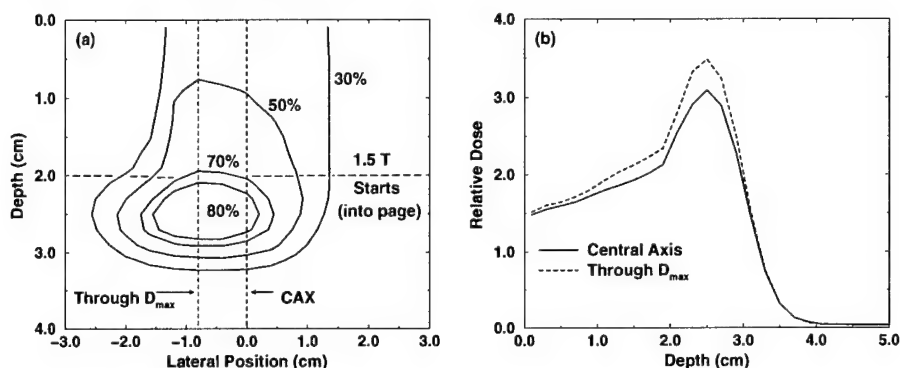 (a)
0.0
1.0
2.0
3.0
4.0
Depth (cm)
30%
50%
70%
80%
1.5 T
Starts
(into page)
Through Dmax
CAX
-3.0 -2.0 -1.0 0.0 1.0 2.0 3.0
Lateral Position (cm)
(b)
4.0
3.0
2.0
1.0
0.0
Relative Dose
Central Axis
Through Dmax
0.0 1.0 2.0 3.0 4.0 5.0
Depth (cm)